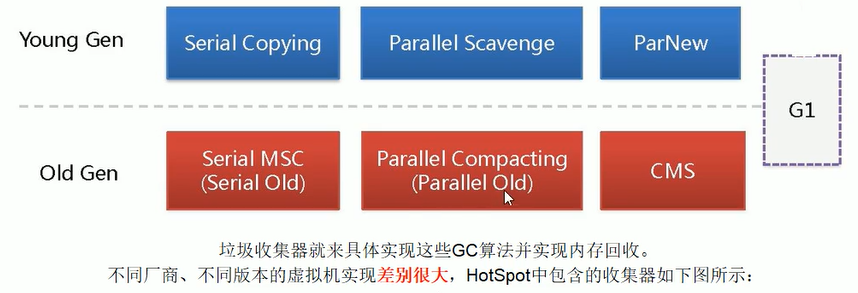 Young Gen
Serial Copying
Parallel Scavenge
ParNew
G1
Old Gen
Serial MSC
(Serial Old)
Parallel Compacting
(Parallel Old)
CMS
垃圾收集器就来具体实现这些GC算法并实现内存回收。
不同厂商、不同版本的虚拟机实现差别很大，HotSpot中包含的收集器如下图所示：